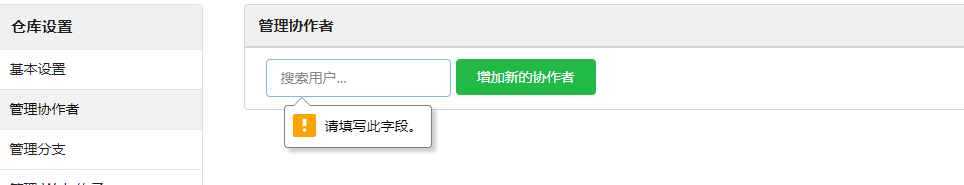 仓库设置
基本设置
管理协作者
管理分支
管理协作者
搜索用户...
增加新的协作者
请填写此字段。